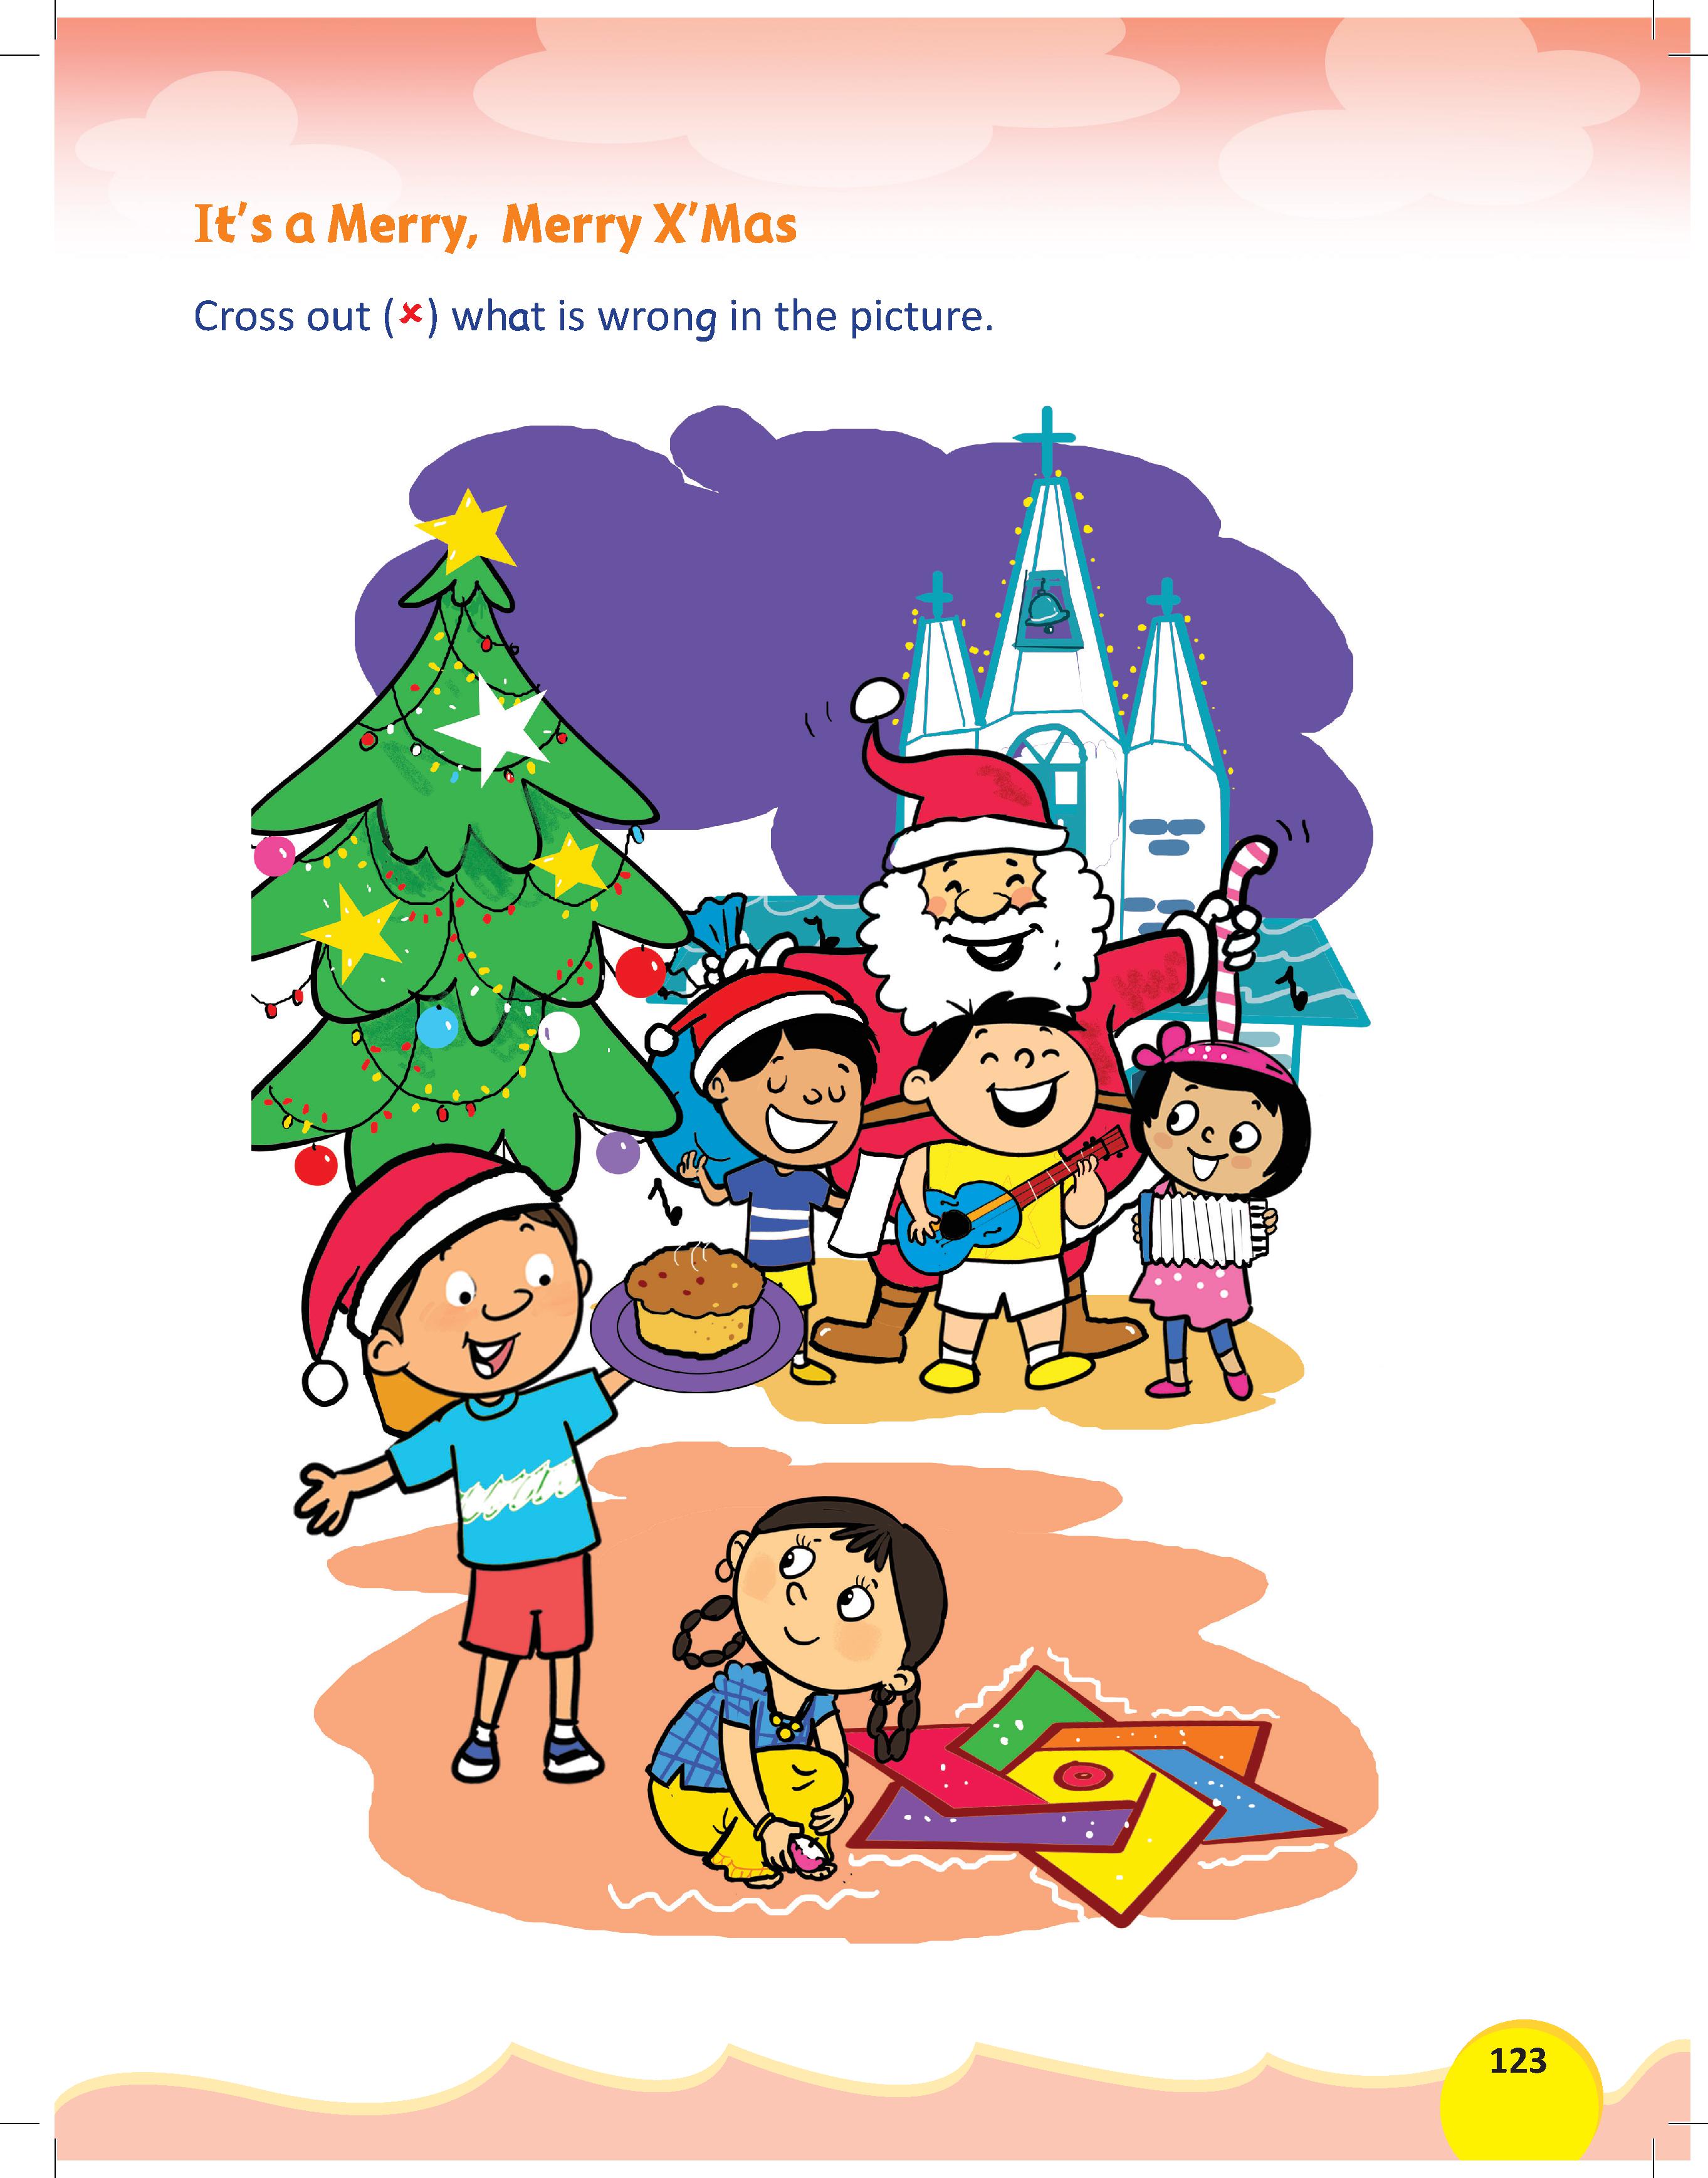 It's a Merry, Merry X'Mas
Cross out (✘) what is wrong in the picture.
123